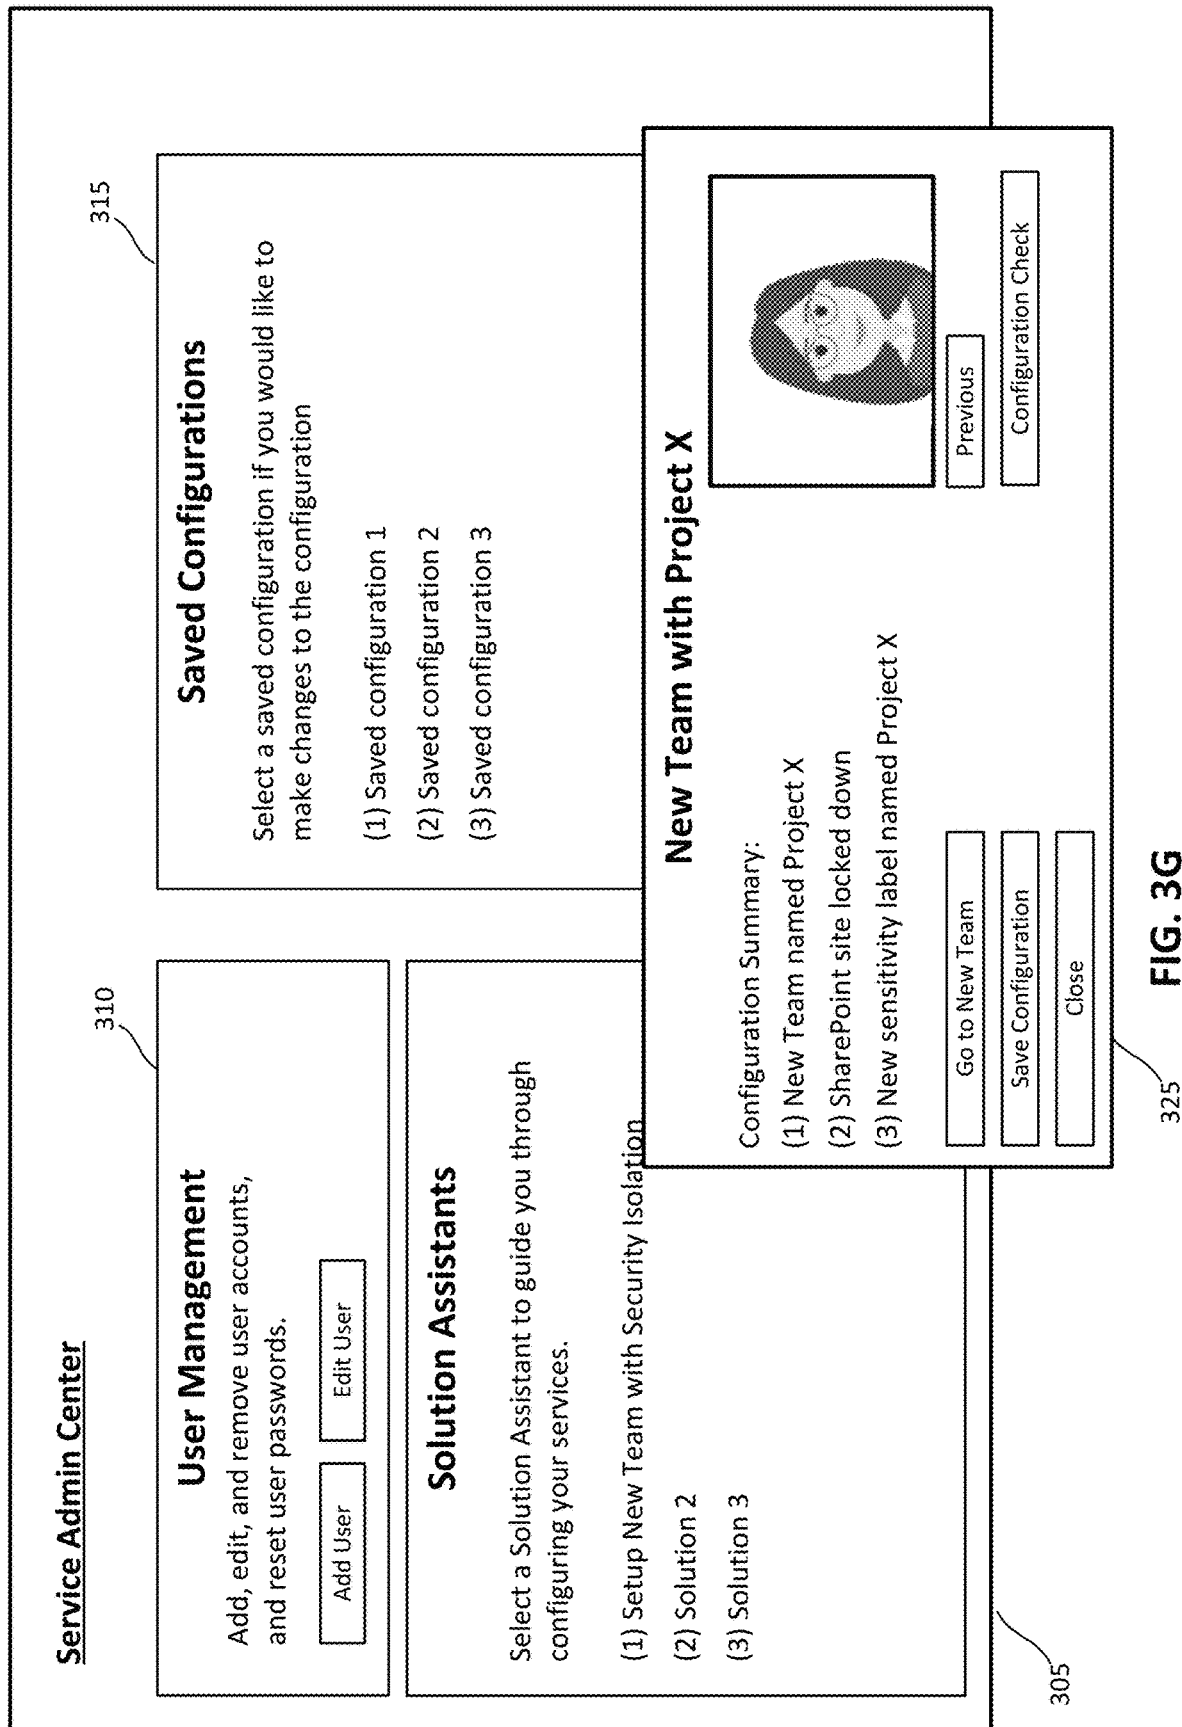 Service Admin Center
310
User Management
Add, edit, and remove user accounts,
and reset user passwords.
Add User
Edit User
Solution Assistants
Select a Solution Assistant to guide you through
configuring your services.
(1) Setup New Team with Security Isolation
(2) Solution 2
(3) Solution 3
315
Saved Configurations
Select a saved configuration if you would like to
make changes to the configuration
(1) Saved configuration 1
(2) Saved configuration 2
(3) Saved configuration 3
New Team with Project X
Configuration Summary:
(1) New Team named Project X
(2) SharePoint site locked down
(3) New sensitivity label named Project X
Go to New Team
Previous
Save Configuration
Configuration Check
Close
305
325
FIG. 3G